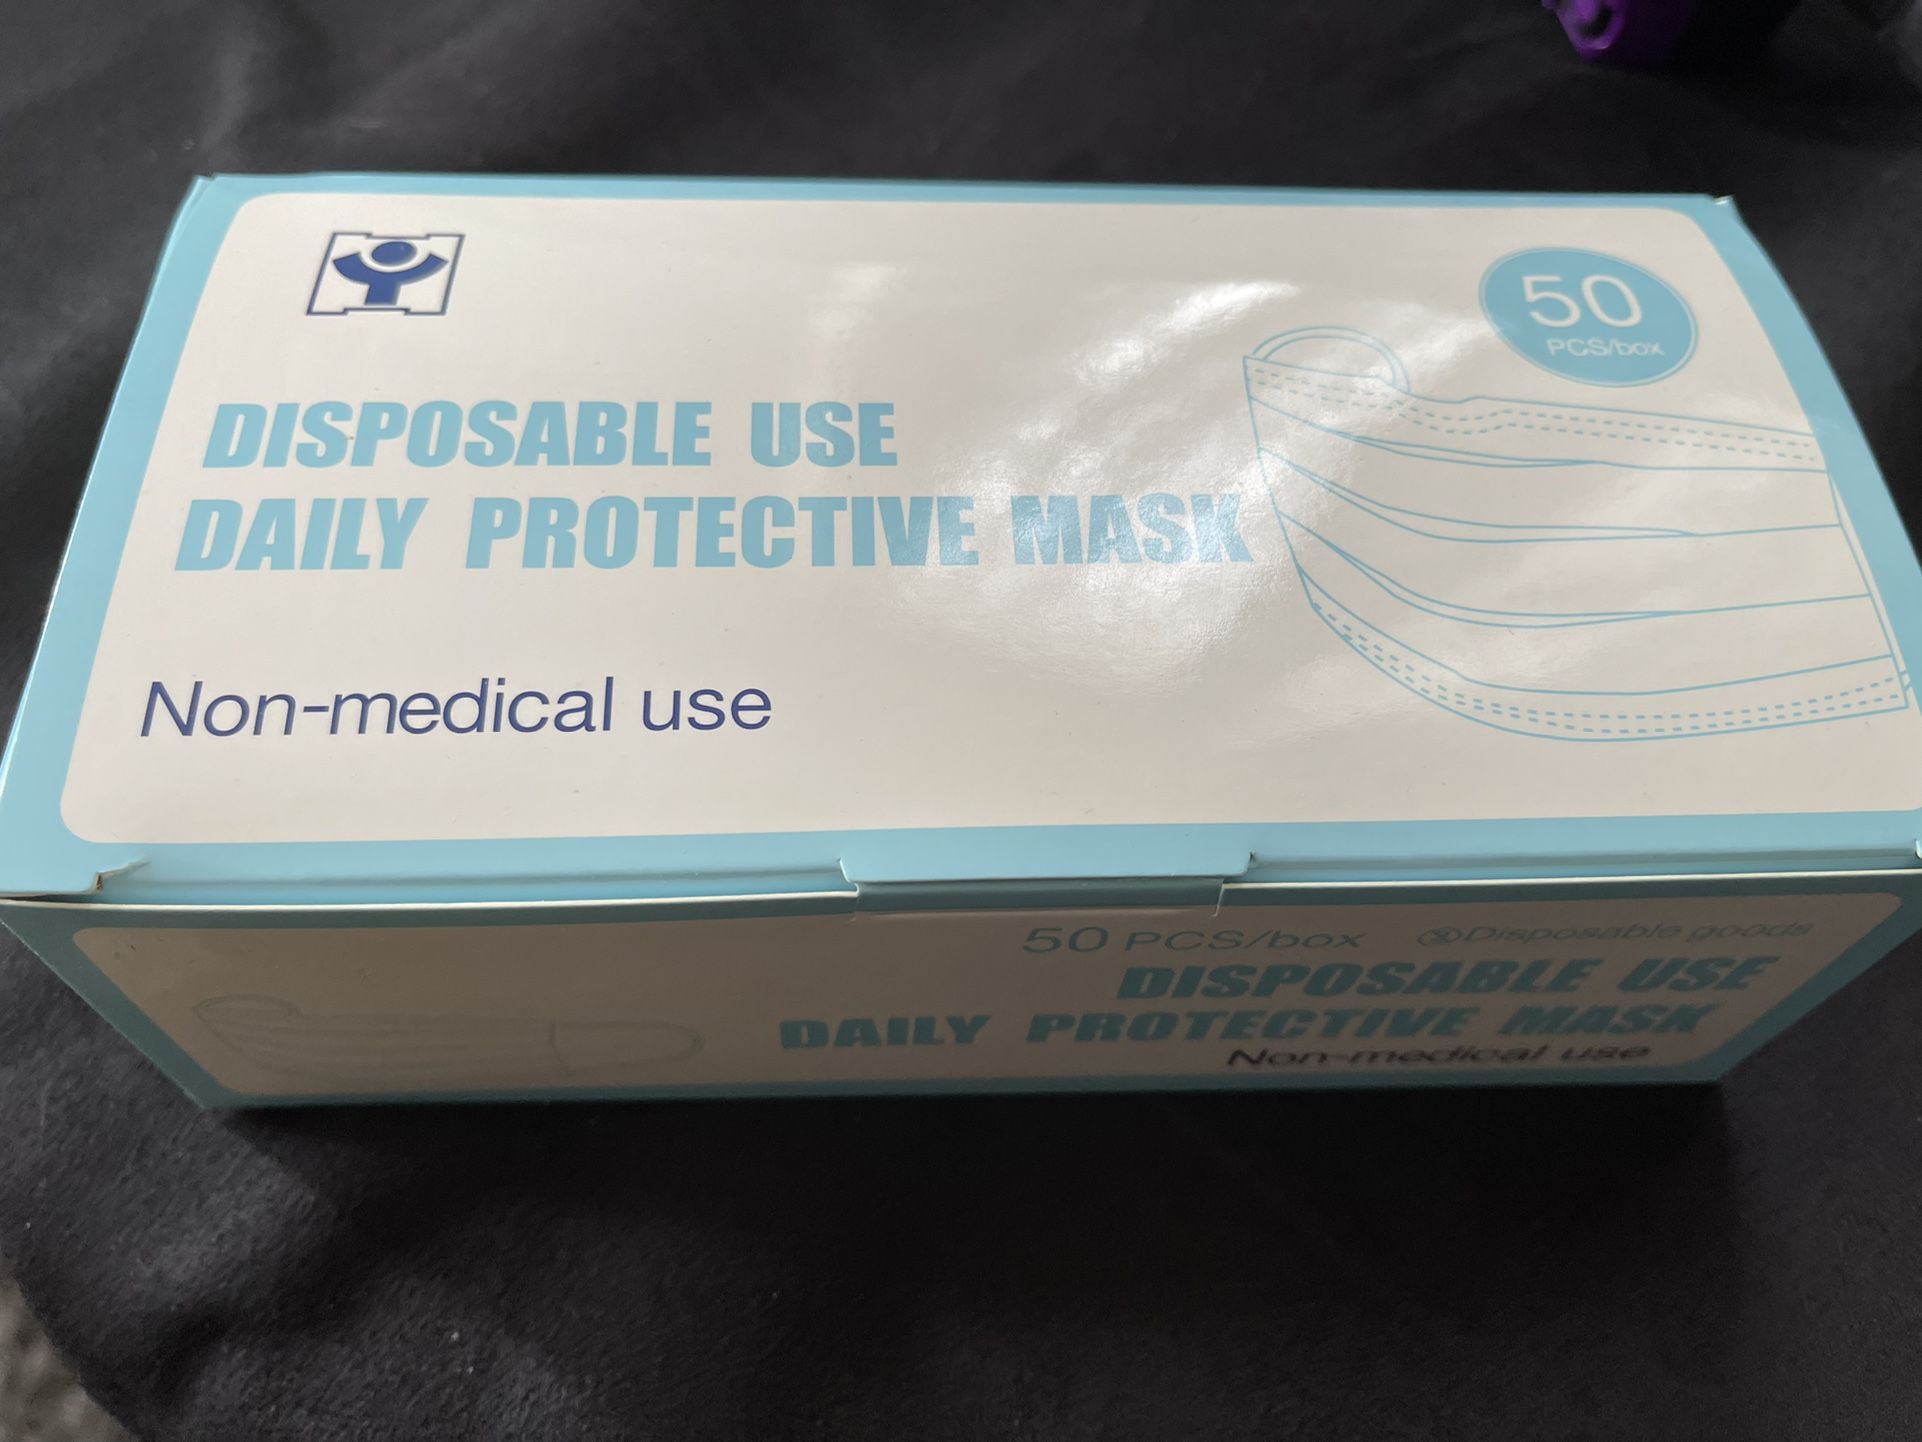 50
PCS/box
DISPOSABLE USE
DAILY PROTECTIVE MASK
Non-medical use
50 PCS/box
Disposable goods
DISPOSABLE USE
DAILY PROTECTIVE MASK
Non-medical use